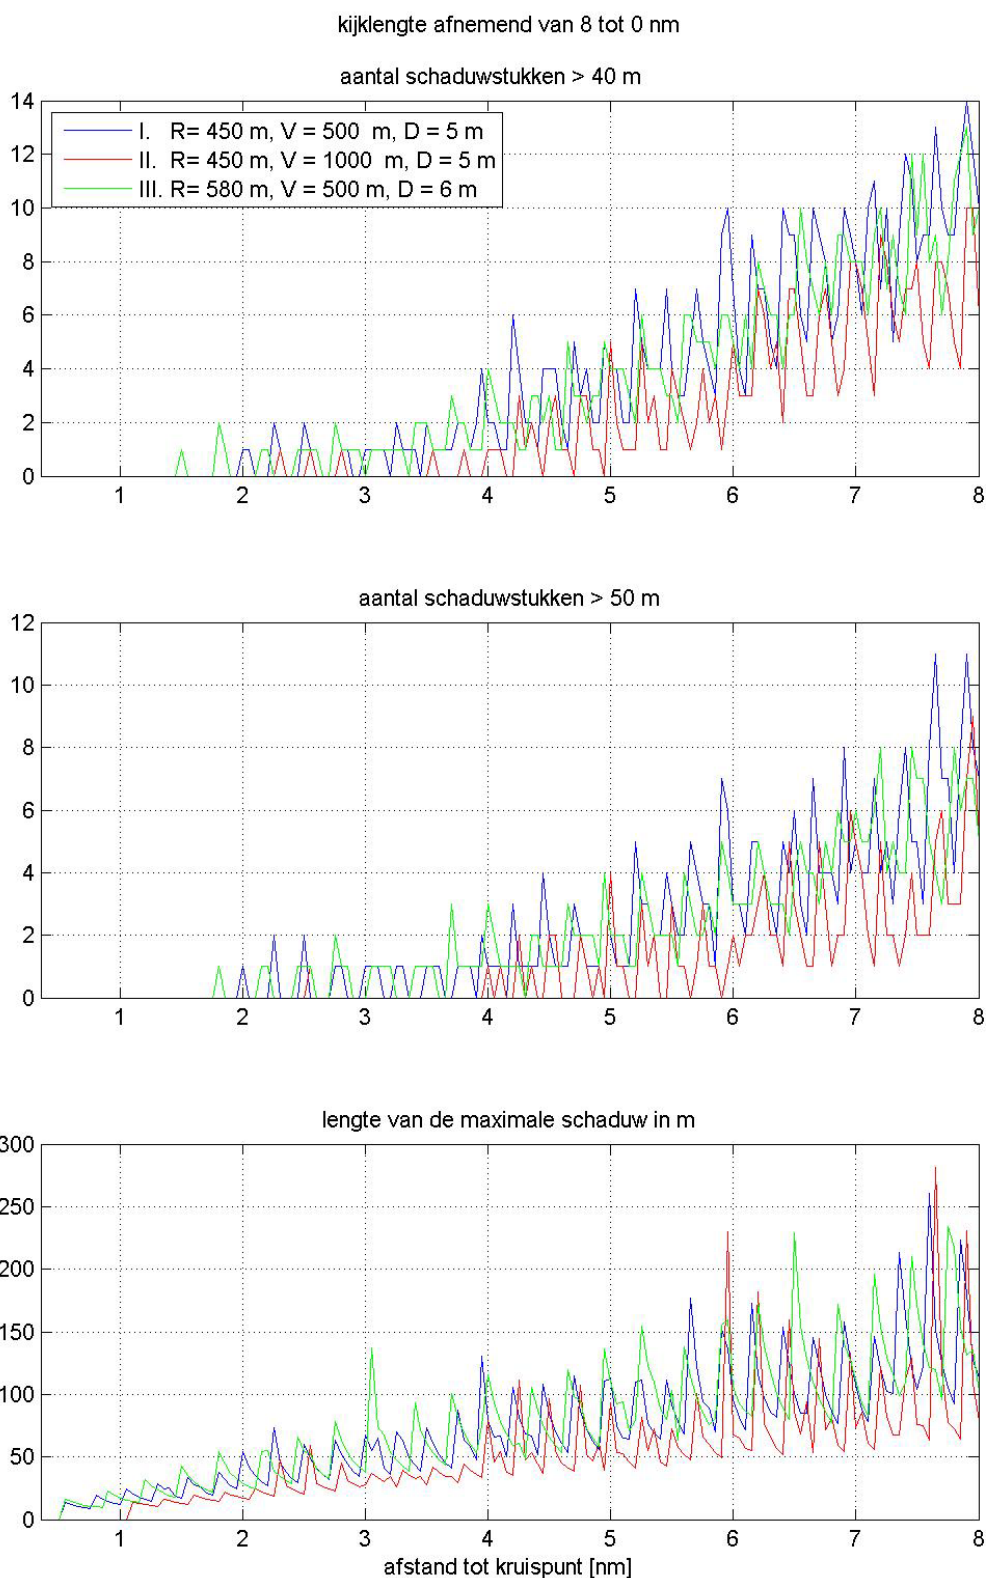 kijklengte afnemend van 8 tot 0 nm
aantal schaduwstukken > 40 m
14
12
10
8
6
4
2
0
I. R= 450 m, V = 500 m, D = 5 m
II. R= 450 m, V = 1000 m, D = 5 m
III. R= 580 m, V = 500 m, D = 6 m
1 2 3 4 5 6 7 8
aantal schaduwstukken > 50 m
12
10
8
6
4
2
0
1 2 3 4 5 6 7 8
lengte van de maximale schaduw in m
300
250
200
150
100
50
0
1 2 3 4 5 6 7 8
afstand tot kruispunt [nm]